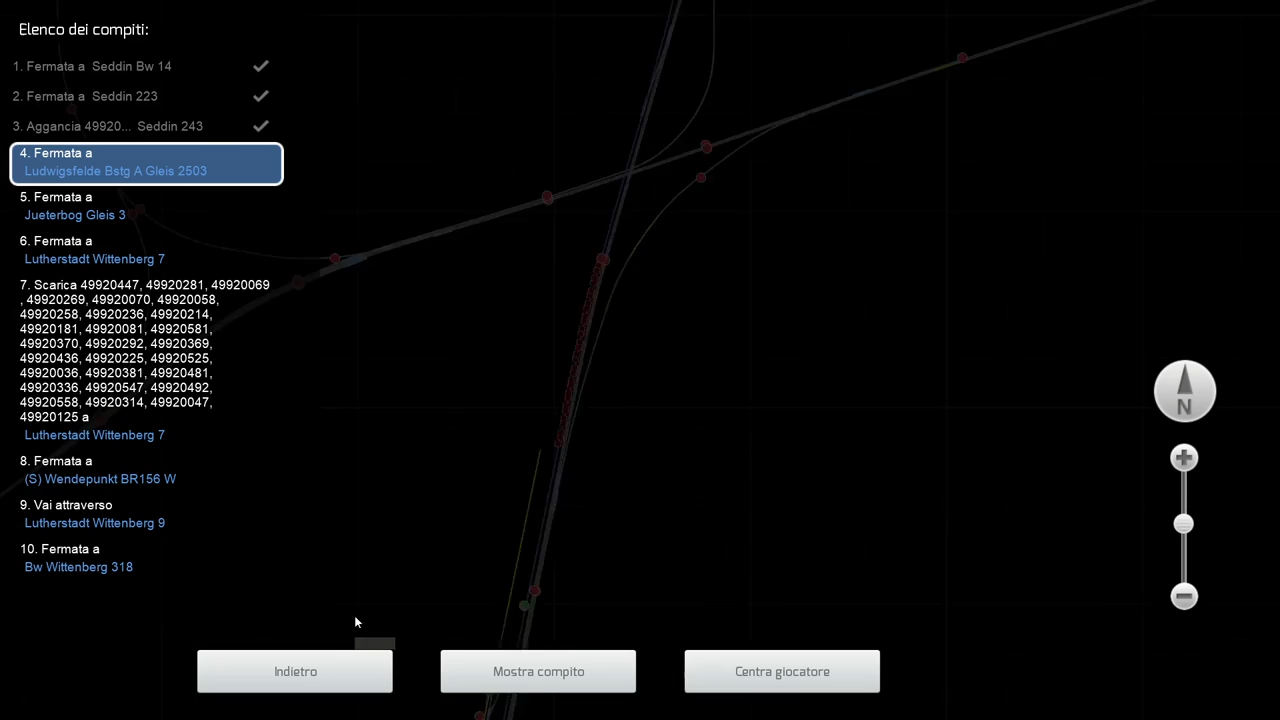 Elenco dei compiti:
1. Fermata a  Seddin Bw 14
2. Fermata a  Seddin 223
3. Aggancia 49920...  Seddin 243
4. Fermata a
Ludwigsfelde Bstg A Gleis 2503
5. Fermata a
Jueterbog Gleis 3
6. Fermata a
Lutherstadt Wittenberg 7
7. Scarica 49920447, 49920281, 49920069
, 49920269, 49920070, 49920058,
49920258, 49920236, 49920214,
49920181, 49920081, 49920581,
49920370, 49920292, 49920369,
49920436, 49920225, 49920525,
49920036, 49920381, 49920481,
49920336, 49920547, 49920492,
49920558, 49920314, 49920047,
49920125 a
Lutherstadt Wittenberg 7
8. Fermata a
(S) Wendepunkt BR156 W
9. Vai attraverso
Lutherstadt Wittenberg 9
10. Fermata a
Bw Wittenberg 318
N
Indietro
Mostra compito
Centra giocatore